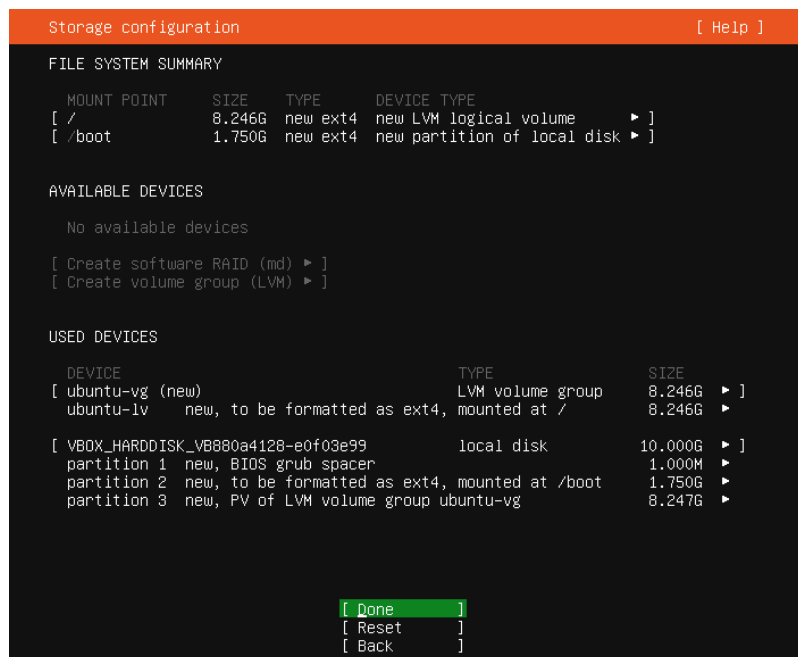 Storage configuration [ Help ]
FILE SYSTEM SUMMARY
MOUNT POINT SIZE TYPE DEVICE TYPE
[ / 8.246G new ext4 new LVM logical volume ▸ ]
[ /boot 1.750G new ext4 new partition of local disk ▸ ]
AVAILABLE DEVICES
No available devices
[ Create software RAID (md) ▸ ]
[ Create volume group (LVM) ▸ ]
USED DEVICES
DEVICE TYPE SIZE
[ ubuntu-vg (new) LVM volume group 8.246G ▸ ]
ubuntu-lv new, to be formatted as ext4, mounted at / 8.246G ▸
[ VBOX_HARDDISK_VB880a4128-e0f03e99 local disk 10.000G ▸ ]
partition 1 new, BIOS grub spacer 1.000M ▸
partition 2 new, to be formatted as ext4, mounted at /boot 1.750G ▸
partition 3 new, PV of LVM volume group ubuntu-vg 8.247G ▸
[ Done ]
[ Reset ]
[ Back ]